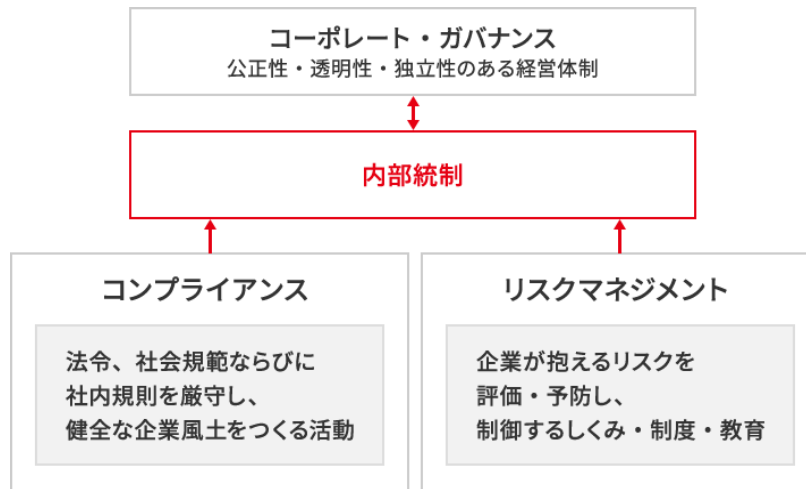 コーポレート・ガバナンス
公正性・透明性・独立性のある経営体制
内部統制
コンプライアンス
法令、社会規範ならびに
社内規則を厳守し、
健全な企業風土をつくる活動
リスクマネジメント
企業が抱えるリスクを
評価・予防し、
制御するしくみ・制度・教育